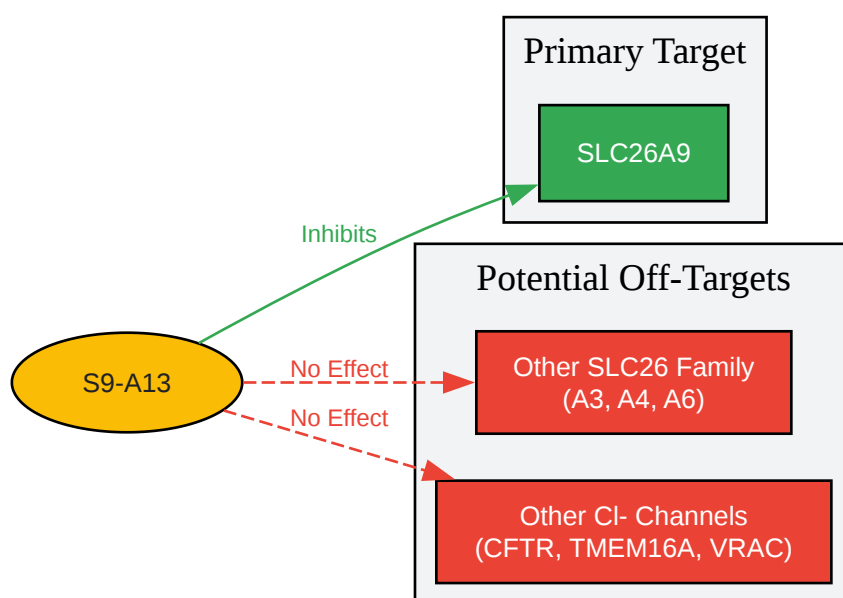 Primary Target
SLC26A9
Inhibits
Potential Off-Targets
S9-A13
No Effect
Other SLC26 Family
(A3, A4, A6)
No Effect
Other Cl- Channels
(CFTR, TMEM16A, VRAC)